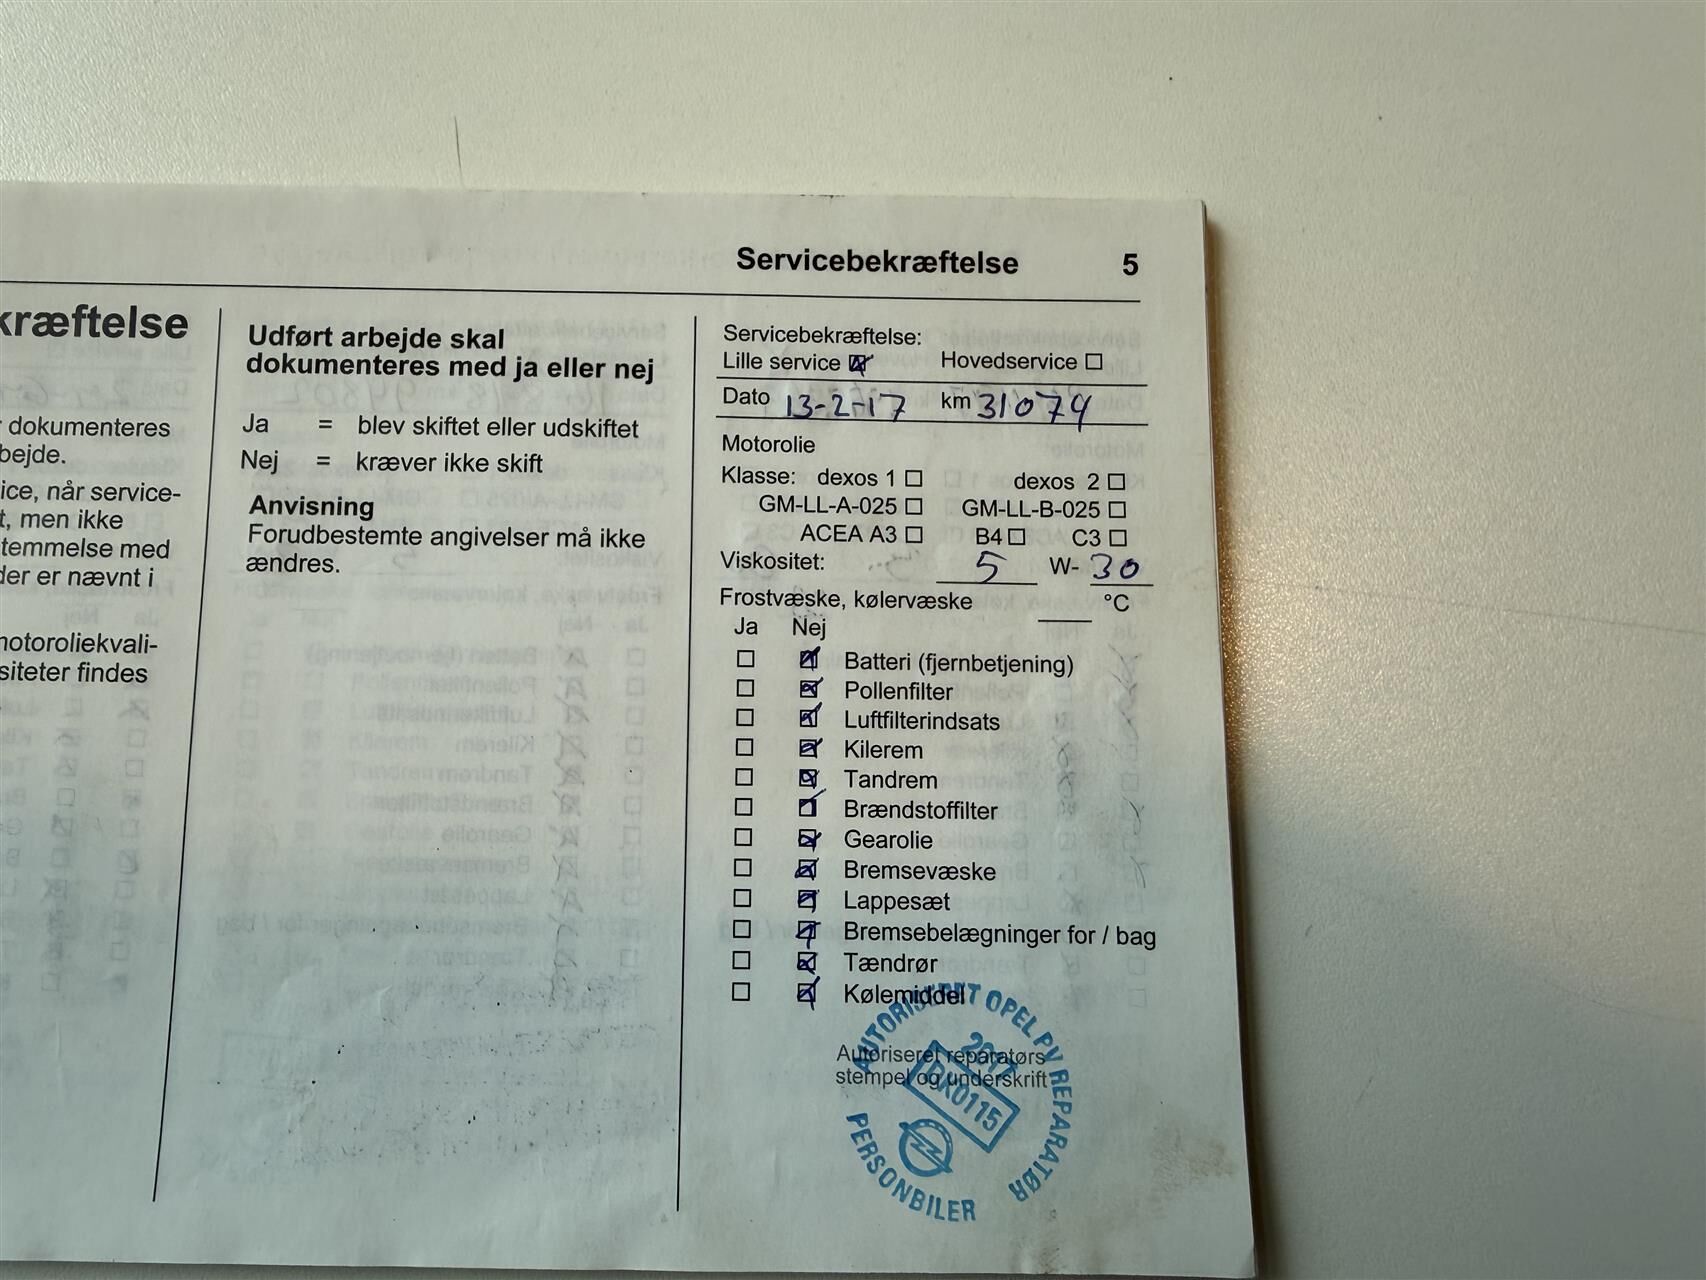 Servicebekræftelse 5
kræftelse
dokumenteres
bejde.
ice, når service-
t, men ikke
temmelse med
der er nævnt i
motoroliekvali-
siteter findes
Udført arbejde skal
dokumenteres med ja eller nej
Ja = blev skiftet eller udskiftet
Nej = kræver ikke skift
Anvisning
Forudbestemte angivelser må ikke
ændres.
Servicebekræftelse:
Lille service Hovedservice
Dato 13-2-17 km 31079
Motorolie
Klasse: dexos 1 dexos 2
GM-LL-A-025 GM-LL-B-025
ACEA A3 B4 C3
Viskositet: 5 W- 30
Frostvæske, kølervæske °C
Ja Nej
Batteri (fjernbetjening)
Pollenfilter
Luftfilterindsats
Kilerem
Tandrem
Brændstoffilter
Gearolie
Bremsevæske
Lappesæt
Bremsebelægninger for / bag
Tændrør
Kølemiddel
Autoriseret reparatørs
stempel og underskrift
AUTORISERET OPEL PV REPARATØR
2017
DK0115
PERSONBILER